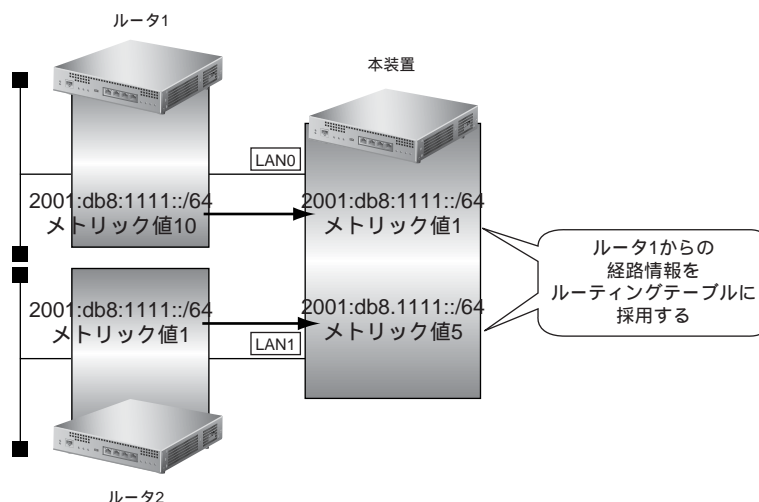 ルータ1
本装置
LAN0
2001:db8:1111::/64
メトリック値10
2001:db8:1111::/64
メトリック値1
ルータ1からの
経路情報を
ルーティングテーブルに
採用する
2001:db8:1111::/64
メトリック値1
2001:db8.1111::/64
メトリック値5
LAN1
ルータ2